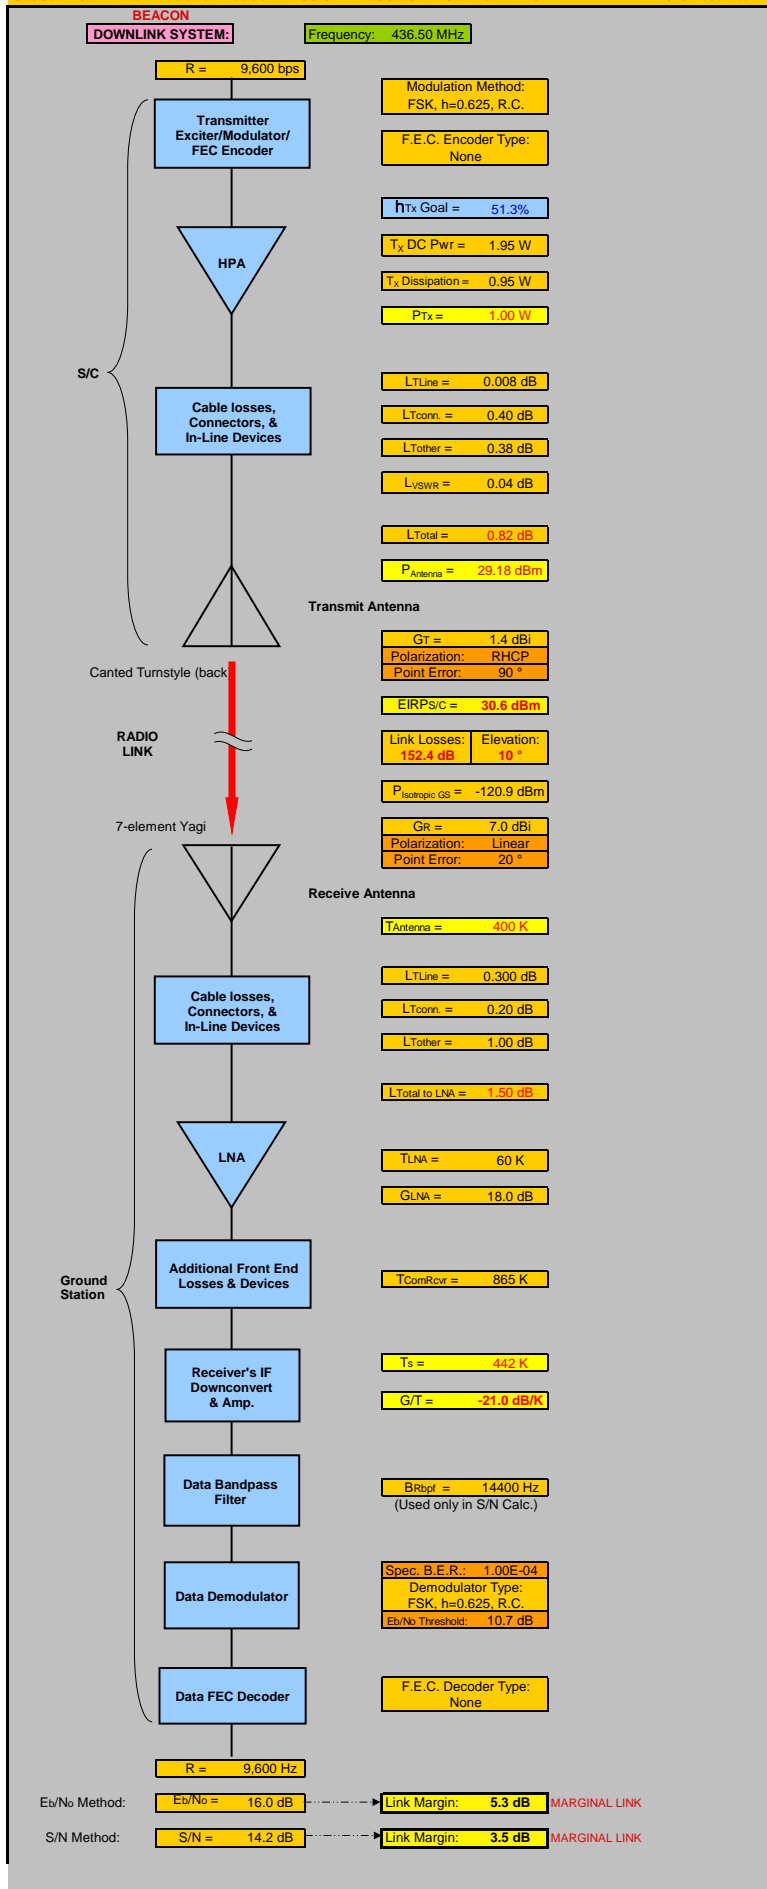 BEACON
DOWNLINK SYSTEM:
Frequency: 436.50 MHz
R = 9,600 bps
Modulation Method:
FSK, h=0.625, R.C.
Transmitter
Exciter/Modulator/
FEC Encoder
F.E.C. Encoder Type:
None
hTx Goal = 51.3%
HPA
TX DC Pwr = 1.95 W
TX Dissipation = 0.95 W
PTx = 1.00 W
S/C
LTLine = 0.008 dB
Cable losses,
Connectors, &
In-Line Devices
LTconn. = 0.40 dB
LTother = 0.38 dB
LVSWR = 0.04 dB
LTotal = 0.82 dB
PAntenna = 29.18 dBm
Transmit Antenna
GT = 1.4 dBi
Polarization: RHCP
Point Error: 90 °
Canted Turnstyle (back
EIRPS/C = 30.6 dBm
RADIO
LINK
Link Losses: Elevation:
152.4 dB 10 °
PIsotropic GS = -120.9 dBm
7-element Yagi
GR = 7.0 dBi
Polarization: Linear
Point Error: 20 °
Receive Antenna
TAntenna = 400 K
LTLine = 0.300 dB
Cable losses,
Connectors, &
In-Line Devices
LTconn. = 0.20 dB
LTother = 1.00 dB
LTotal to LNA = 1.50 dB
LNA
TLNA = 60 K
GLNA = 18.0 dB
Ground
Station
Additional Front End
Losses & Devices
TComRcvr = 865 K
Receiver's IF
Downconvert
& Amp.
Ts = 442 K
G/T = -21.0 dB/K
Data Bandpass
Filter
BRbpf = 14400 Hz
(Used only in S/N Calc.)
Data Demodulator
Spec. B.E.R.: 1.00E-04
Demodulator Type:
FSK, h=0.625, R.C.
Eb/No Threshold: 10.7 dB
Data FEC Decoder
F.E.C. Decoder Type:
None
R = 9,600 Hz
Eb/No Method: Eb/No = 16.0 dB Link Margin: 5.3 dB MARGINAL LINK
S/N Method: S/N = 14.2 dB Link Margin: 3.5 dB MARGINAL LINK